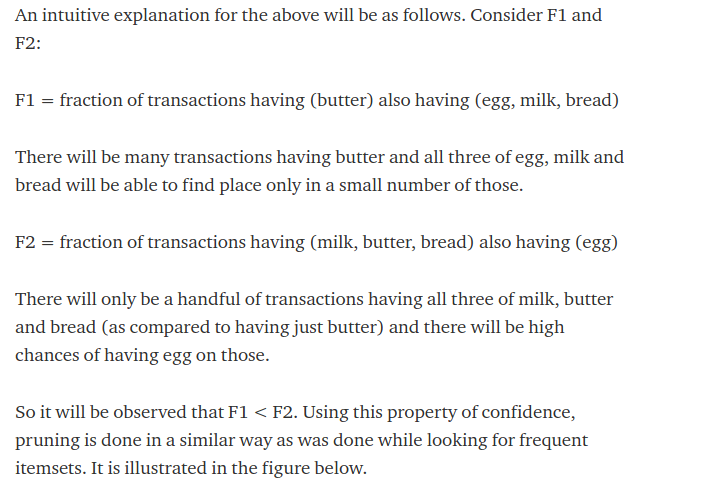 An intuitive explanation for the above will be as follows. Consider F1 and
F2:
F1 = fraction of transactions having (butter) also having (egg, milk, bread)
There will be many transactions having butter and all three of egg, milk and
bread will be able to find place only in a small number of those.
F2 = fraction of transactions having (milk, butter, bread) also having (egg)
There will only be a handful of transactions having all three of milk, butter
and bread (as compared to having just butter) and there will be high
chances of having egg on those.
So it will be observed that F1 < F2. Using this property of confidence,
pruning is done in a similar way as was done while looking for frequent
itemsets. It is illustrated in the figure below.